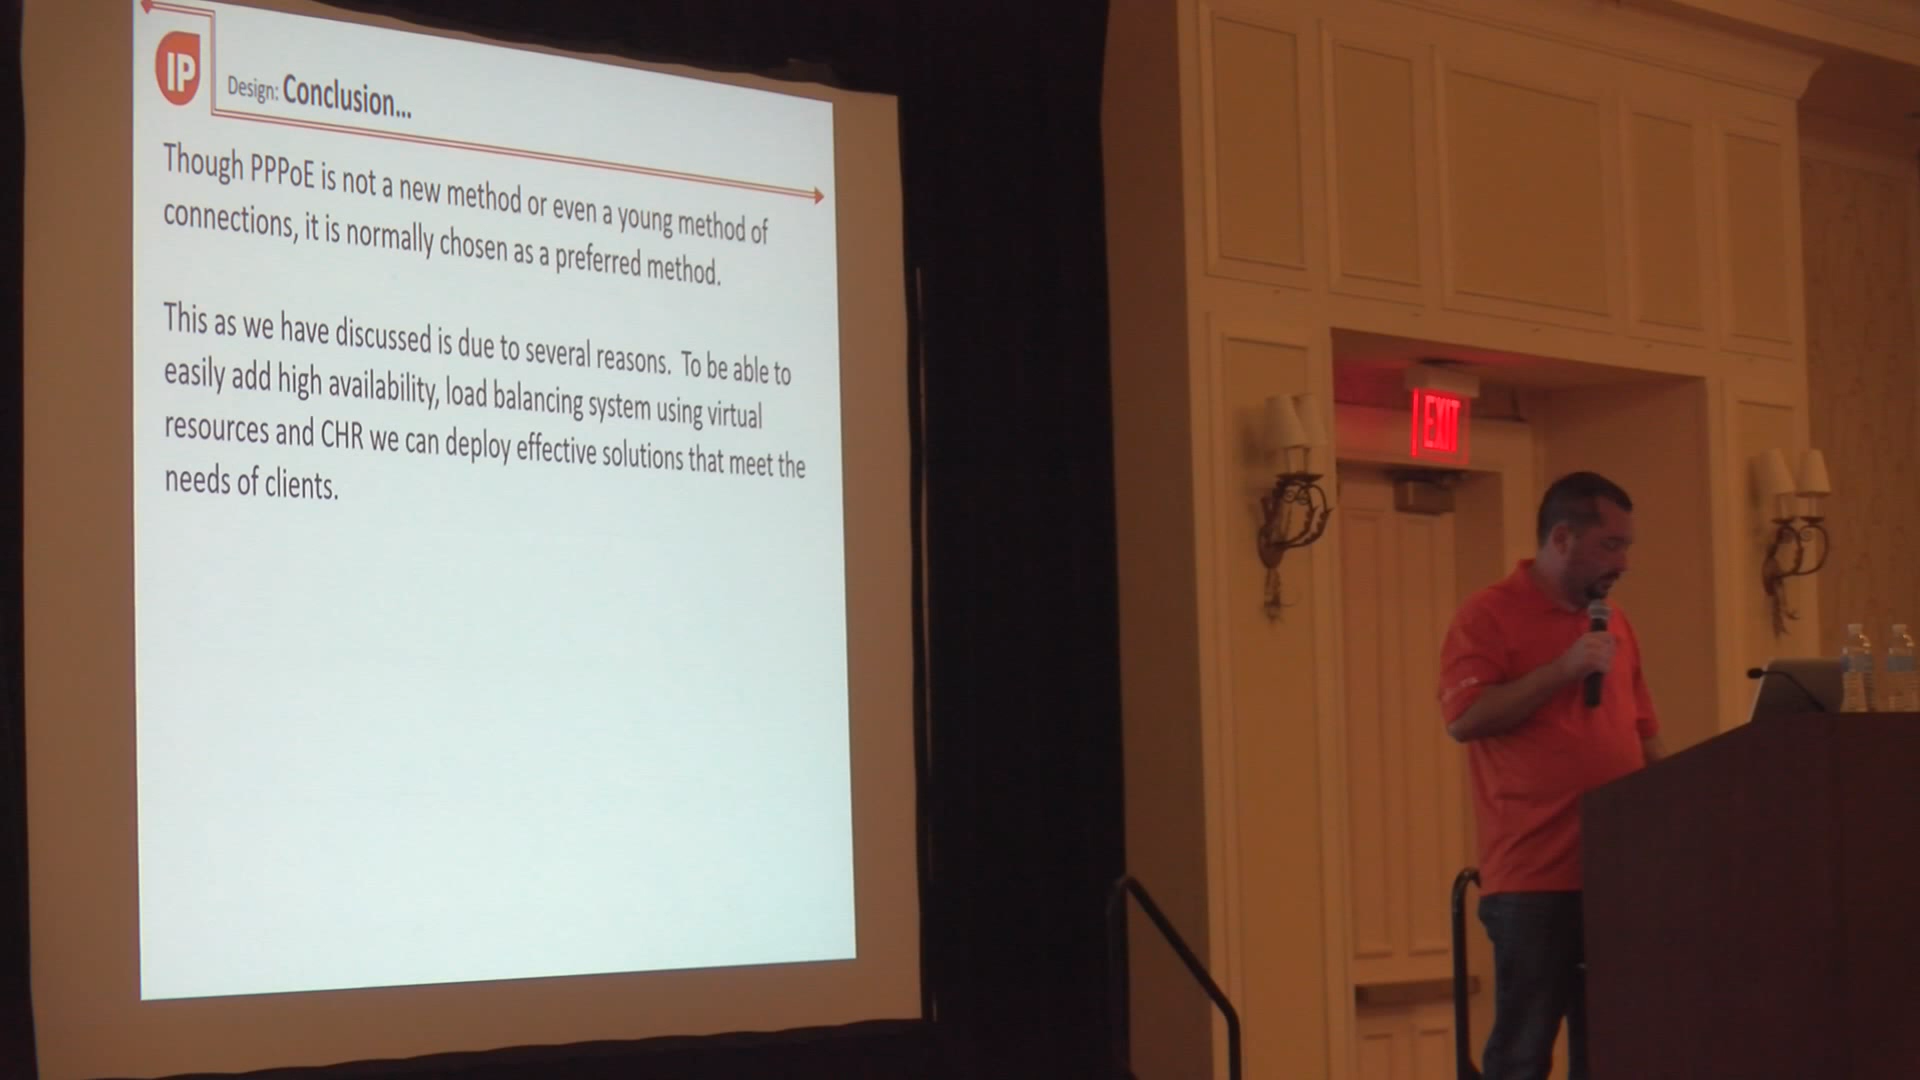 IP
Design: Conclusion...
Though PPPoE is not a new method or even a young method of
connections, it is normally chosen as a preferred method.
This as we have discussed is due to several reasons. To be able to
easily add high availability, load balancing system using virtual
resources and CHR we can deploy effective solutions that meet the
needs of clients.
EXIT